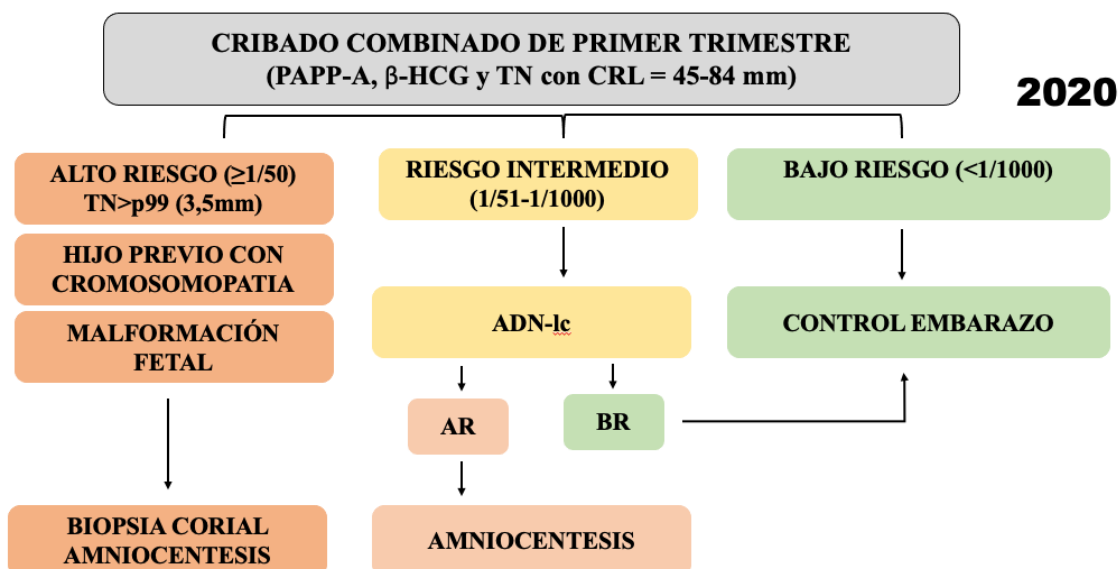 CRIBADO COMBINADO DE PRIMER TRIMESTRE
(PAPP-A, β-HCG y TN con CRL = 45-84 mm)
2020
ALTO RIESGO (≥1/50)
TN>p99 (3,5mm)
HIJO PREVIO CON
CROMOSOMOPATIA
MALFORMACIÓN
FETAL
BIOPSIA CORIAL
AMNIOCENTESIS
RIESGO INTERMEDIO
(1/51-1/1000)
ADN-lc
AR
BR
AMNIOCENTESIS
BAJO RIESGO (<1/1000)
CONTROL EMBARAZO